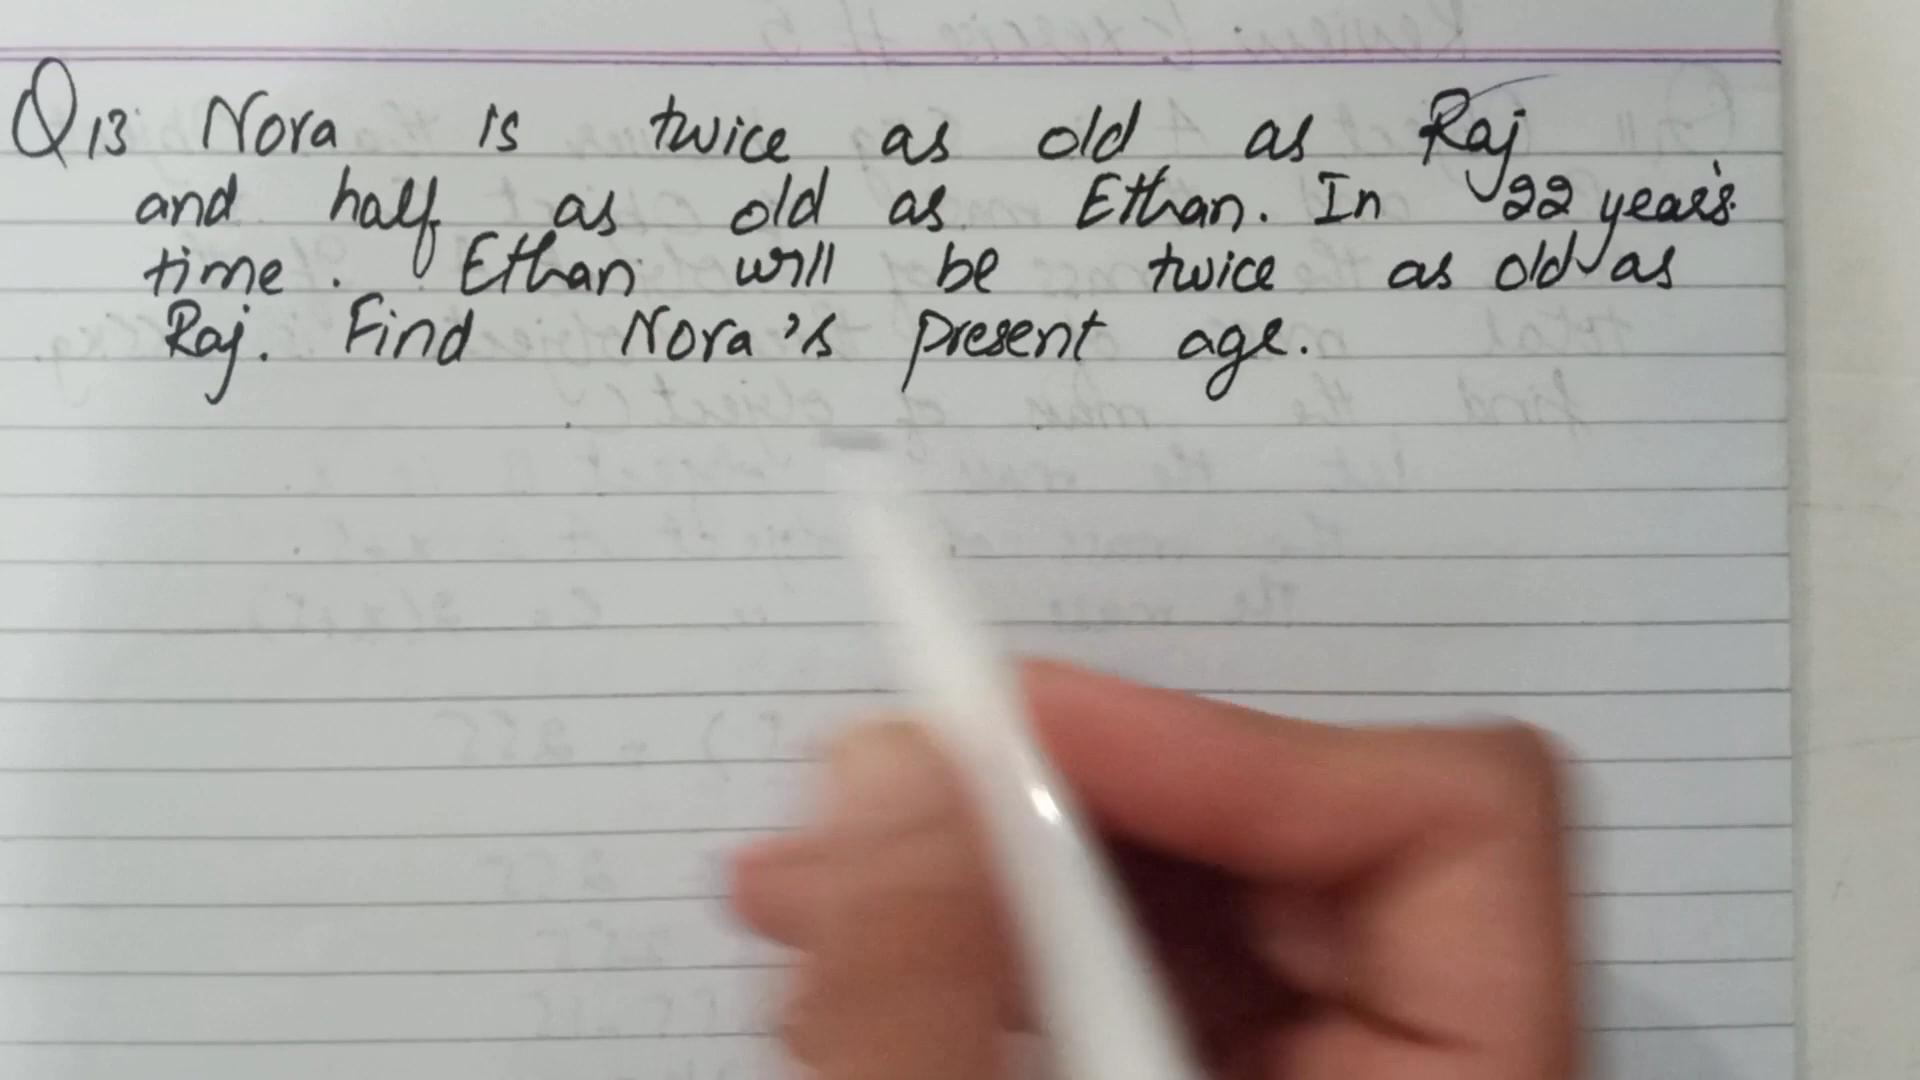 Q13 Nora is twice as old as Raj
and half as old as Ethan. In 22 year's
time. Ethan will be twice as old as
Raj. Find Nora's present age.